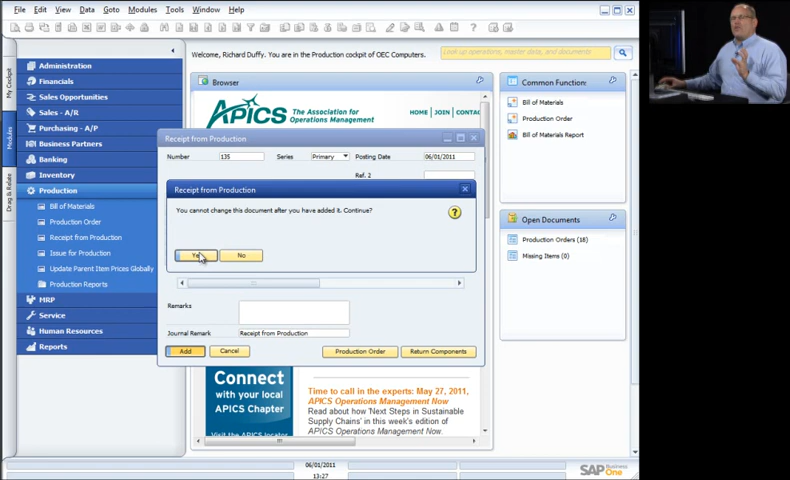 File Edit View Data Goto Modules Tools Window Help
Welcome, Richard Duffy. You are in the Production cockpit of OEC Computers.
Look up operations, master data, and documents
My Cockpit
Modules
Drag & Relate
Administration
Financials
Sales Opportunities
Sales - A/R
Purchasing - A/P
Business Partners
Banking
Inventory
Production
Bill of Materials
Production Order
Receipt from Production
Issue for Production
Update Parent Item Prices Globally
Production Reports
MRP
Service
Human Resources
Reports
Browser
APICS The Association for Operations Management
HOME | JOIN | CONTAC
Receipt from Production
Number 135 Series Primary Posting Date 06/01/2011
Ref. 2
Receipt from Production
You cannot change this document after you have added it. Continue?
Yes No
Remarks
Journal Remark Receipt from Production
Add Cancel Production Order Return Components
Connect
with your local
APICS Chapter
Visit the APICS locator
Time to call in the experts: May 27, 2011,
APICS Operations Management Now
Read about how 'Next Steps in Sustainable
Supply Chains' in this week's edition of
APICS Operations Management Now.
Common Function:
Bill of Materials
Production Order
Bill of Materials Report
Open Documents
Production Orders (18)
Missing Items (0)
06/01/2011
13:27
SAP Business One